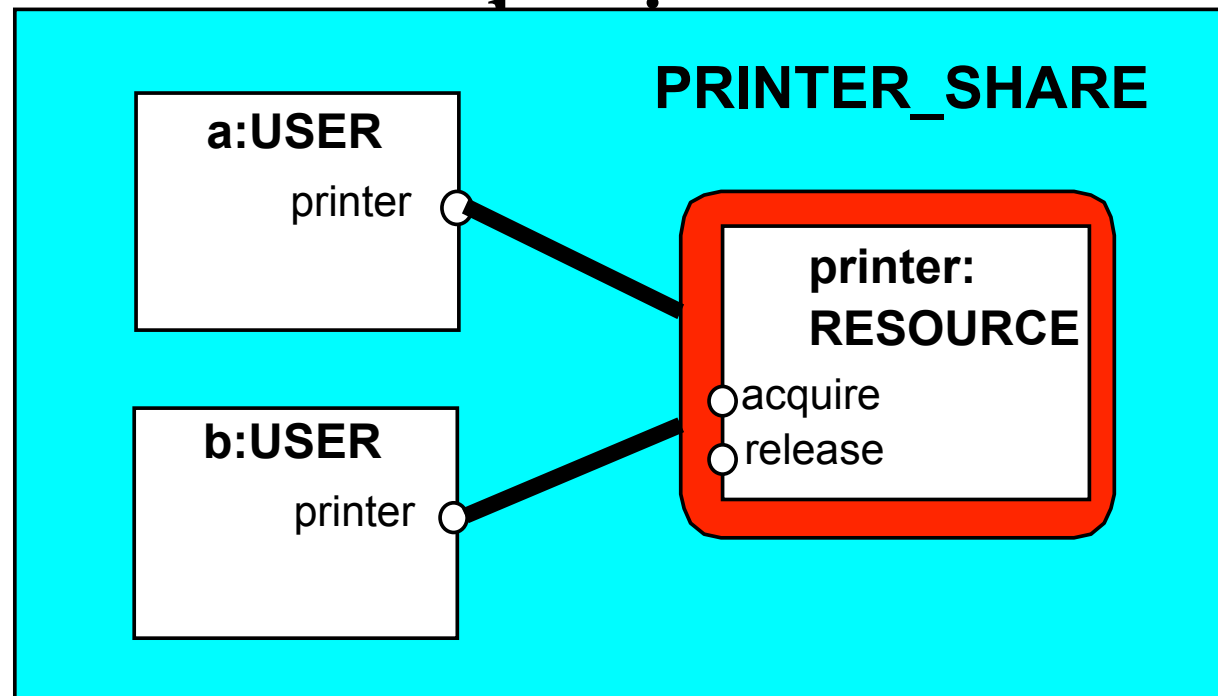 PRINTER_SHARE
a:USER
printer
printer:
RESOURCE
acquire
release
b:USER
printer